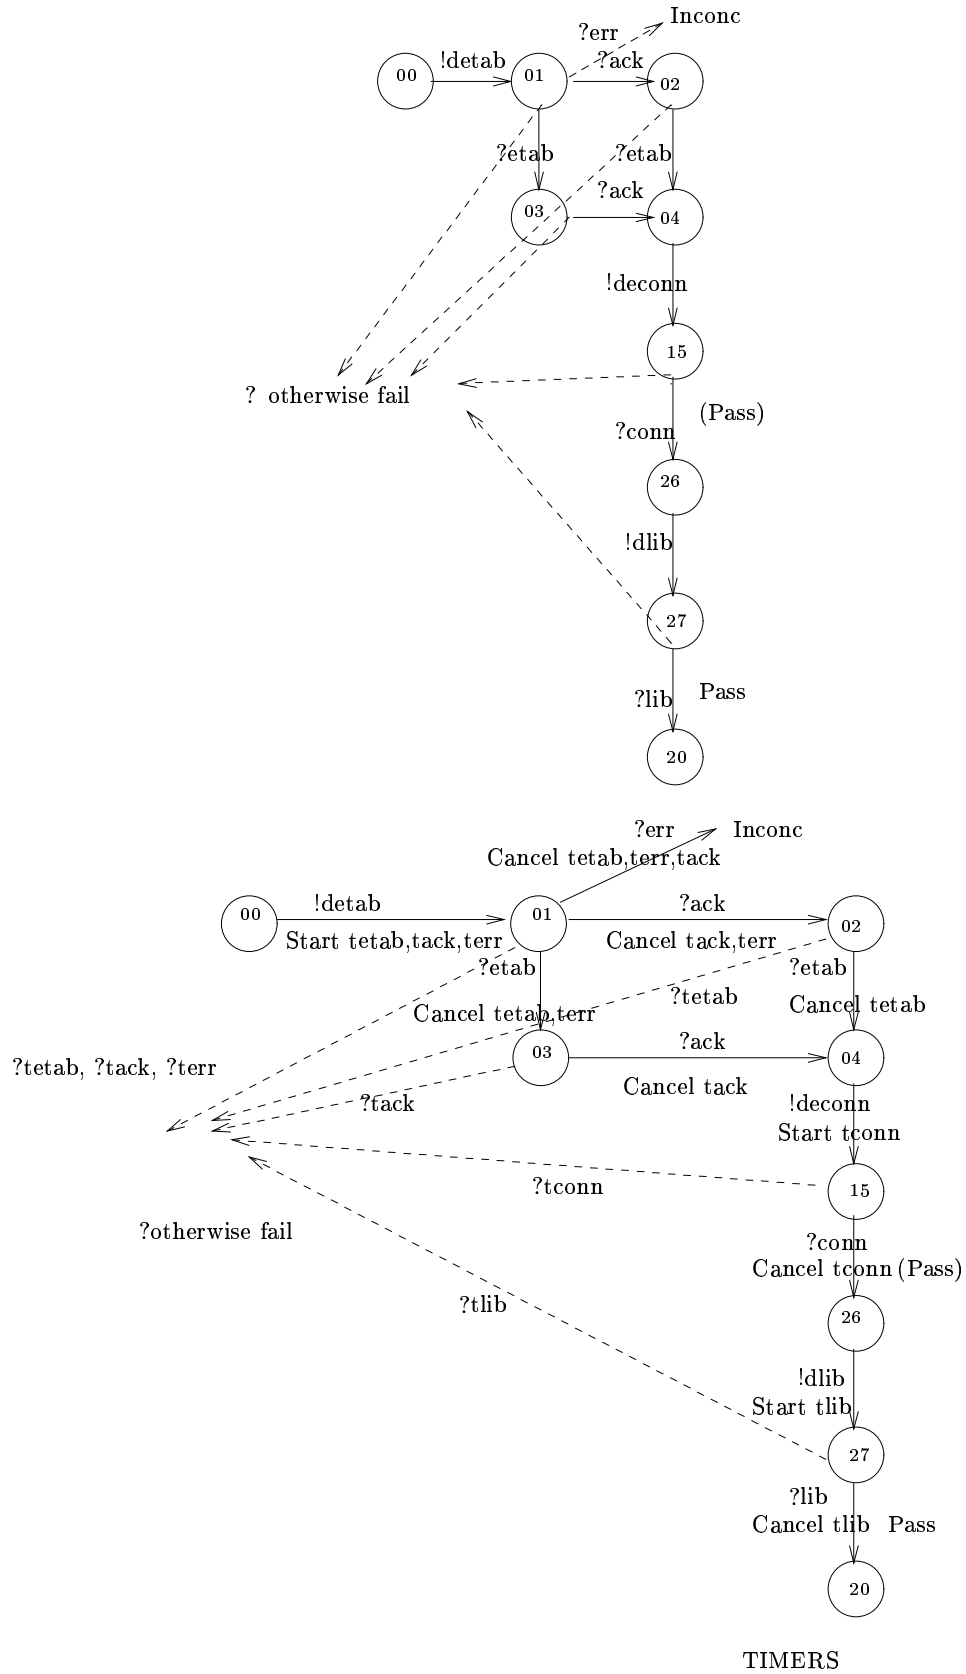 Inconc
?err
!detab
?ack
00
01
02
?etab
?etab
?ack
03
04
!deconn
15
? otherwise fail
(Pass)
?conn
26
!dlib
27
?lib
Pass
20
?err
Inconc
Cancel tetab,terr,tack
!detab
?ack
00
01
02
Start tetab,tack,terr
Cancel tack,terr
?etab
?etab
?tetab
Cancel tetab
Cancel tetab,terr
?ack
03
04
?tetab, ?tack, ?terr
Cancel tack
?tack
!deconn
Start tconn
?tconn
15
?otherwise fail
?conn
Cancel tconn (Pass)
?tlib
26
!dlib
Start tlib
27
?lib
Cancel tlib Pass
20
TIMERS